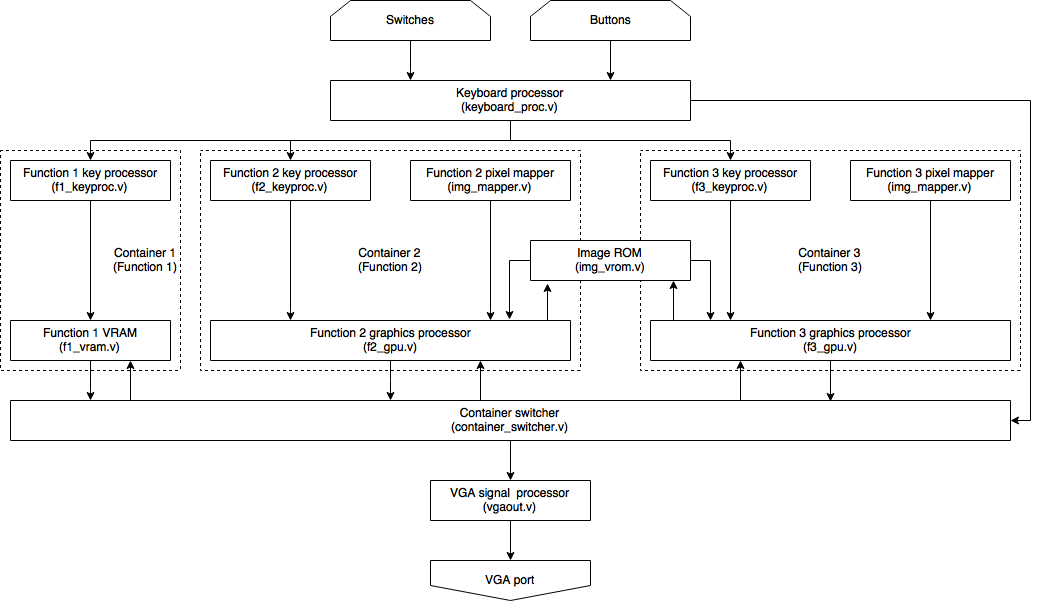 Switches
Buttons
Keyboard processor
(keyboard_proc.v)
Function 1 key processor
(f1_keyproc.v)
Function 2 key processor
(f2_keyproc.v)
Function 2 pixel mapper
(img_mapper.v)
Function 3 key processor
(f3_keyproc.v)
Function 3 pixel mapper
(img_mapper.v)
Container 1
(Function 1)
Container 2
(Function 2)
Image ROM
(img_vrom.v)
Container 3
(Function 3)
Function 1 VRAM
(f1_vram.v)
Function 2 graphics processor
(f2_gpu.v)
Function 3 graphics processor
(f3_gpu.v)
Container switcher
(container_switcher.v)
VGA signal  processor
(vgaout.v)
VGA port